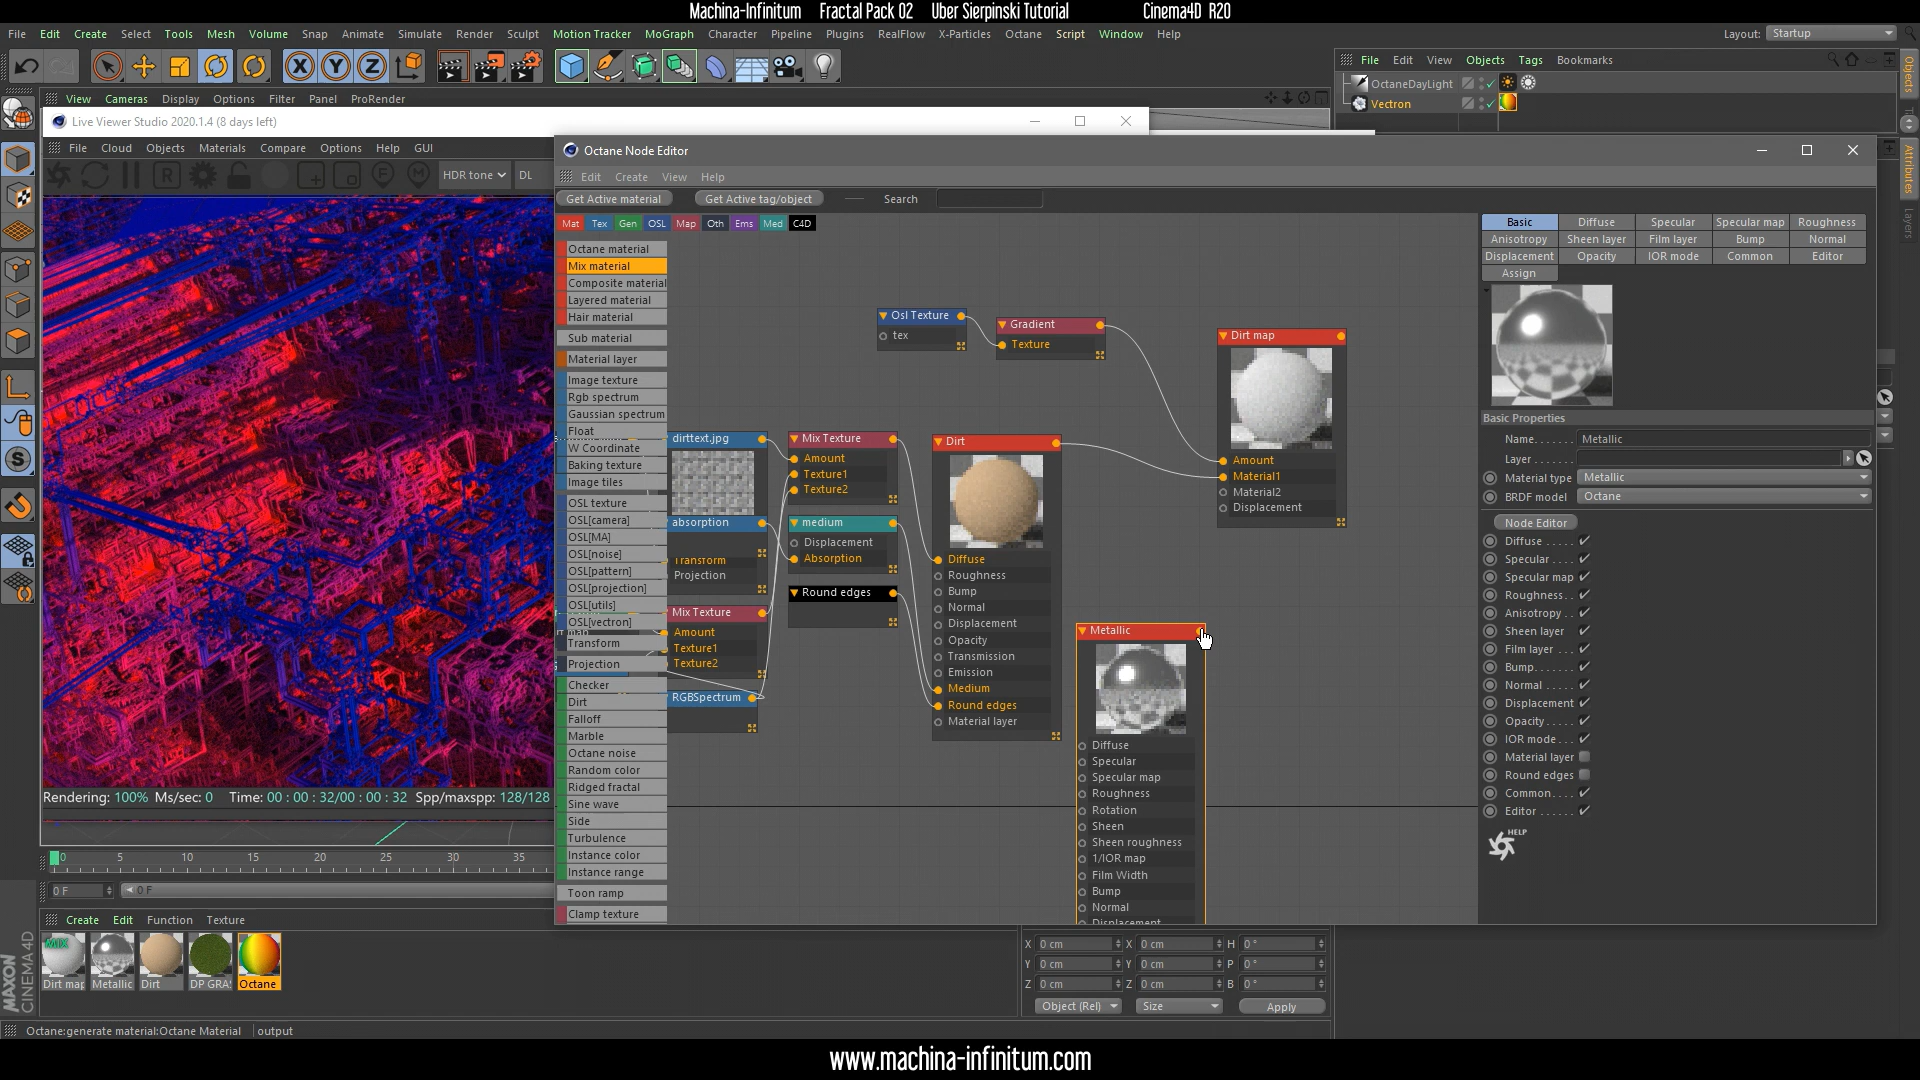 Machina-Infinitum Fractal Pack 02 Uber Sierpinski Tutorial Cinema4D R20
File Edit Create Select Tools Mesh Volume Snap Animate Simulate Render Sculpt Motion Tracker MoGraph Character Pipeline Plugins RealFlow X-Particles Octane Script Window Help Layout: Startup
File Edit View Objects Tags Bookmarks
OctaneDayLight
Vectron
Objects
Attributes
Layers
View Cameras Display Options Filter Panel ProRender
Live Viewer Studio 2020.1.4 (8 days left)
File Cloud Objects Materials Compare Options Help GUI
HDR tone DL
Rendering: 100% Ms/sec: 0 Time: 00 : 00 : 32/00 : 00 : 32 Spp/maxspp: 128/128
Octane Node Editor
Edit Create View Help
Get Active material Get Active tag/object Search
Mat Tex Gen OSL Map Oth Ems Med C4D
Octane material
Mix material
Composite material
Layered material
Hair material
Sub material
Material layer
Image texture
Rgb spectrum
Gaussian spectrum
Float
W Coordinate
Baking texture
Image tiles
OSL texture
OSL[camera]
OSL[MA]
OSL[noise]
OSL[pattern]
OSL[projection]
OSL[utils]
OSL[vectron]
Transform
Projection
Checker
Dirt
Falloff
Marble
Octane noise
Random color
Ridged fractal
Sine wave
Side
Turbulence
Instance color
Instance range
Toon ramp
Clamp texture
Osl Texture
tex
Gradient
Texture
Dirt map
Amount
Material1
Material2
Displacement
dirttext.jpg
absorption
Transform
Projection
Mix Texture
Amount
Texture1
Texture2
RGBSpectrum
Mix Texture
Amount
Texture1
Texture2
medium
Displacement
Absorption
Round edges
Dirt
Diffuse
Roughness
Bump
Normal
Displacement
Opacity
Transmission
Emission
Medium
Round edges
Material layer
Metallic
Diffuse
Specular
Specular map
Roughness
Rotation
Sheen
Sheen roughness
1/IOR map
Film Width
Bump
Normal
Displacement
Basic Diffuse Specular Specular map Roughness
Anisotropy Sheen layer Film layer Bump Normal
Displacement Opacity IOR mode Common Editor
Assign
Basic Properties
Name....... Metallic
Layer.......
Material type Metallic
BRDF model Octane
Node Editor
Diffuse .....
Specular....
Specular map
Roughness..
Anisotropy..
Sheen layer
Film layer ...
Bump.......
Normal .....
Displacement
Opacity.....
IOR mode....
Material layer
Round edges
Common....
Editor ......
HELP
0 5 10 15 20 25 30 35
0 F 0 F
Create Edit Function Texture
MIX
Dirt map Metallic Dirt DP GRA! Octane
X 0 cm X 0 cm H 0 °
Y 0 cm Y 0 cm P 0 °
Z 0 cm Z 0 cm B 0 °
Object (Rel) Size Apply
MAXON
CINEMA 4D
Octane:generate material:Octane Material output
www.machina-infinitum.com